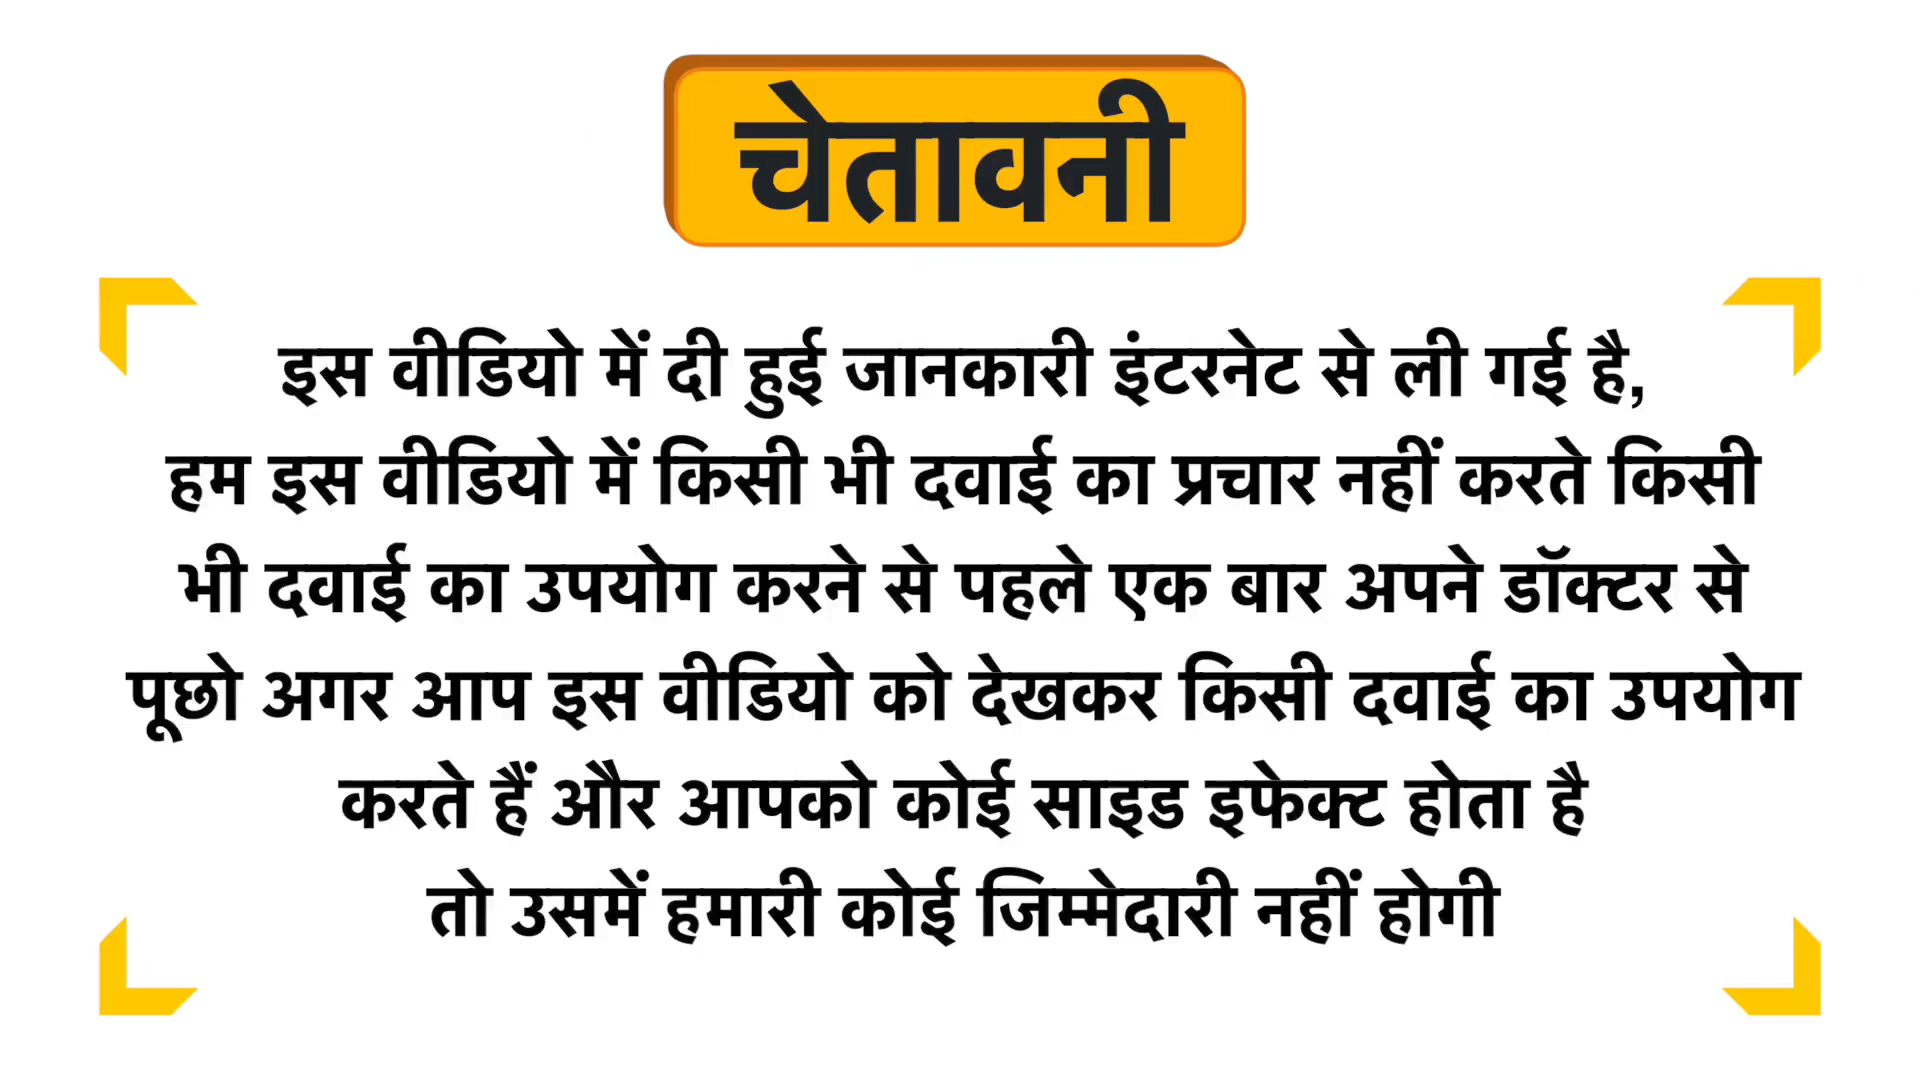 चेतावनी
इस वीडियो में दी हुई जानकारी इंटरनेट से ली गई है,
हम इस वीडियो में किसी भी दवाई का प्रचार नहीं करते किसी
भी दवाई का उपयोग करने से पहले एक बार अपने डॉक्टर से
पूछो अगर आप इस वीडियो को देखकर किसी दवाई का उपयोग
करते हैं और आपको कोई साइड इफेक्ट होता है
तो उसमें हमारी कोई जिम्मेदारी नहीं होगी